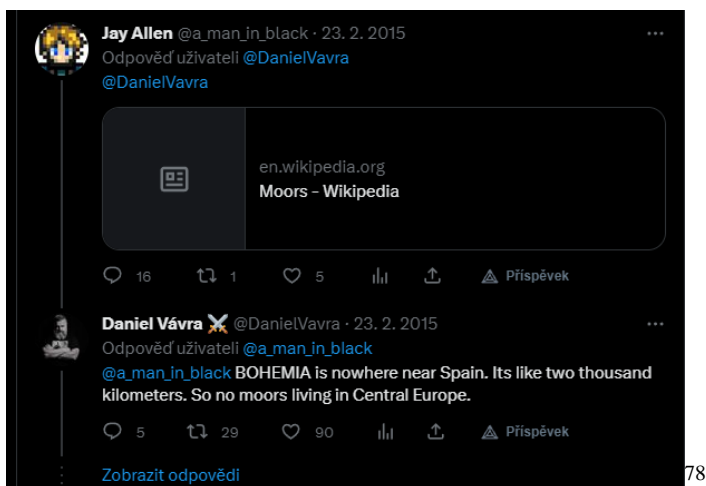 Jay Allen @a_man_in_black · 23. 2. 2015
Odpověď uživateli @DanielVavra
@DanielVavra
en.wikipedia.org
Moors – Wikipedia
16 1 5 Příspěvek
Daniel Vávra ⚔️ @DanielVavra · 23. 2. 2015
Odpověď uživateli @a_man_in_black
@a_man_in_black BOHEMIA is nowhere near Spain. Its like two thousand
kilometers. So no moors living in Central Europe.
5 29 90 Příspěvek
Zobrazit odpovědi
78